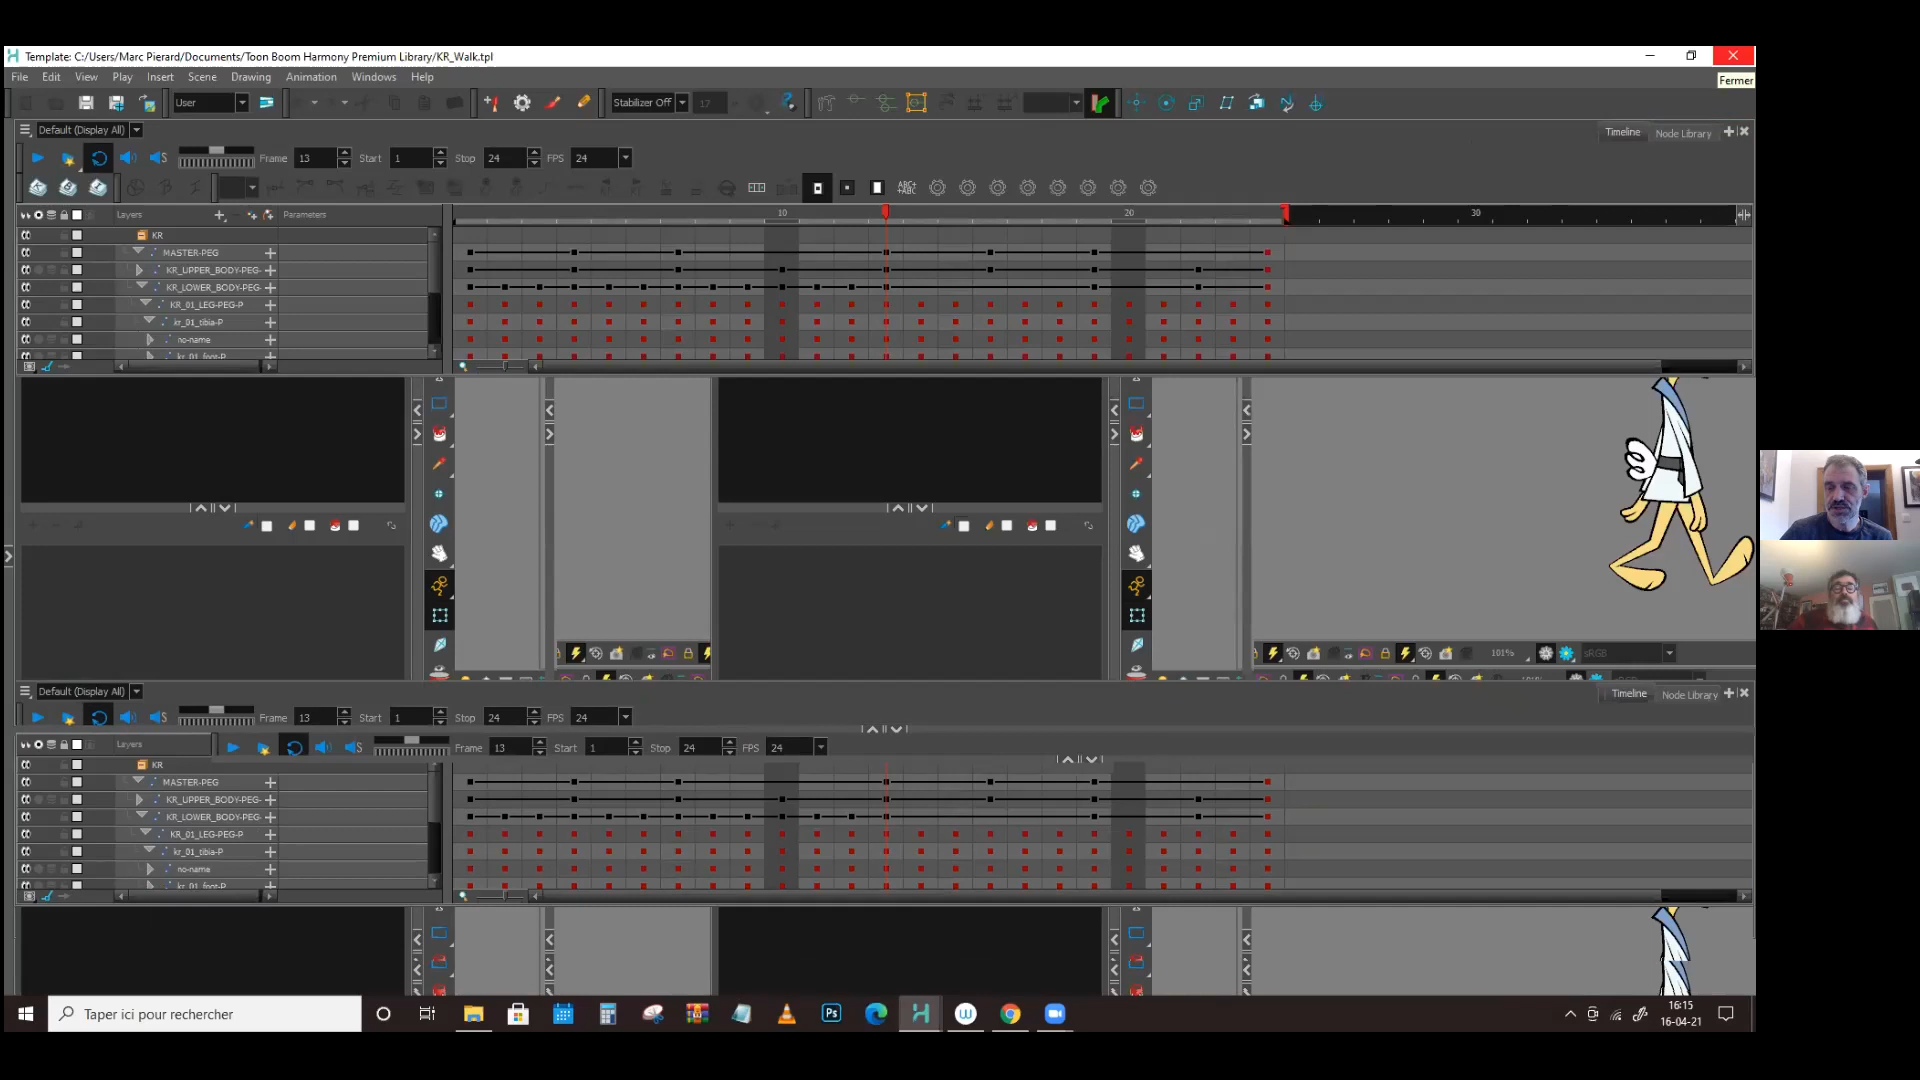 Template: C:/Users/Marc Pierard/Documents/Toon Boom Harmony Premium Library/KR_Walk.tpl
File Edit View Play Insert Scene Drawing Animation Windows Help
Fermer
User Stabilizer Off 17
Default (Display All) Timeline Node Library
Frame 13 Start 1 Stop 24 FPS 24
Layers Parameters 10 20 30
KR
MASTER-PEG
KR_UPPER_BODY-PEG-
KR_LOWER_BODY-PEG-
KR_01_LEG-PEG-P
kr_01_tibia-P
no-name
kr_01_foot-P
101% sRGB
Default (Display All) Timeline Node Library
Frame 13 Start 1 Stop 24 FPS 24
Layers Frame 13 Start 1 Stop 24 FPS 24
KR
MASTER-PEG
KR_UPPER_BODY-PEG-
KR_LOWER_BODY-PEG-
KR_01_LEG-PEG-P
kr_01_tibia-P
no-name
kr_01_foot-P
Taper ici pour rechercher
Ps
16:15
16-04-21